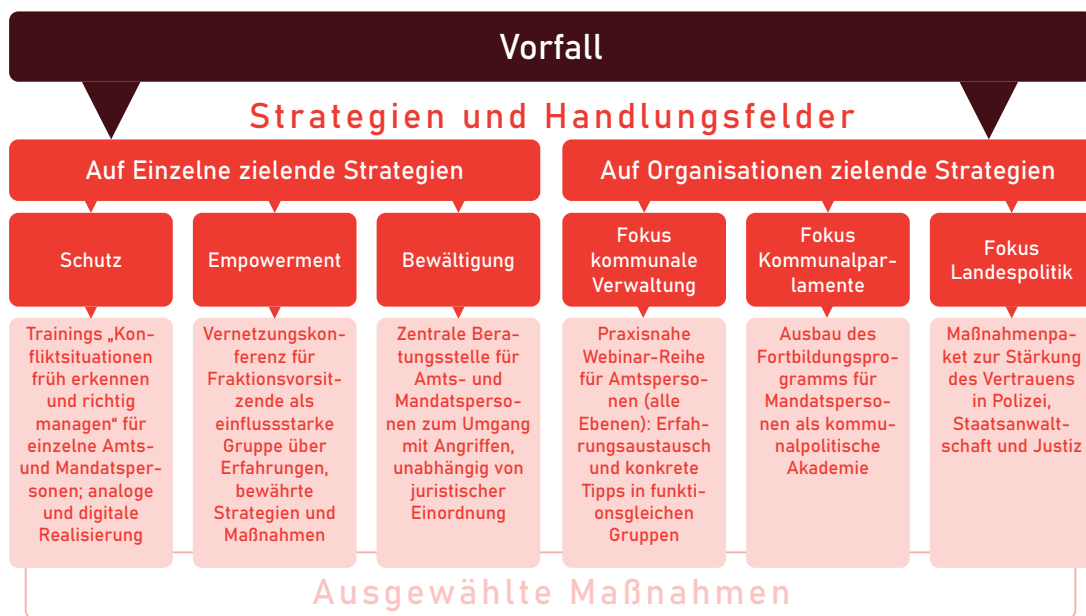 Vorfall
Strategien und Handlungsfelder
Auf Einzelne zielende Strategien
Auf Organisationen zielende Strategien
Schutz
Empowerment
Bewältigung
Fokus
kommunale
Verwaltung
Fokus
Kommunalpar-
lamente
Fokus
Landespolitik
Trainings „Kon-
fliktsituationen
früh erkennen
und richtig
managen“ für
einzelne Amts-
und Mandatsper-
sonen; analoge
und digitale
Realisierung
Vernetzungskon-
ferenz für
Fraktionsvorsit-
zende als
einflussstarke
Gruppe über
Erfahrungen,
bewährte
Strategien und
Maßnahmen
Zentrale Bera-
tungsstelle für
Amts- und
Mandatsperso-
nen zum Umgang
mit Angriffen,
unabhängig von
juristischer
Einordnung
Praxisnahe
Webinar-Reihe
für Amtsperso-
nen (alle
Ebenen): Erfah-
rungsaustausch
und konkrete
Tipps in funkti-
onsgleichen
Gruppen
Ausbau des
Fortbildungspro-
gramms für
Mandatsperso-
nen als kommu-
nalpolitische
Akademie
Maßnahmenpa-
ket zur Stärkung
des Vertrauens
in Polizei,
Staatsanwalt-
schaft und Justiz
Ausgewählte Maßnahmen